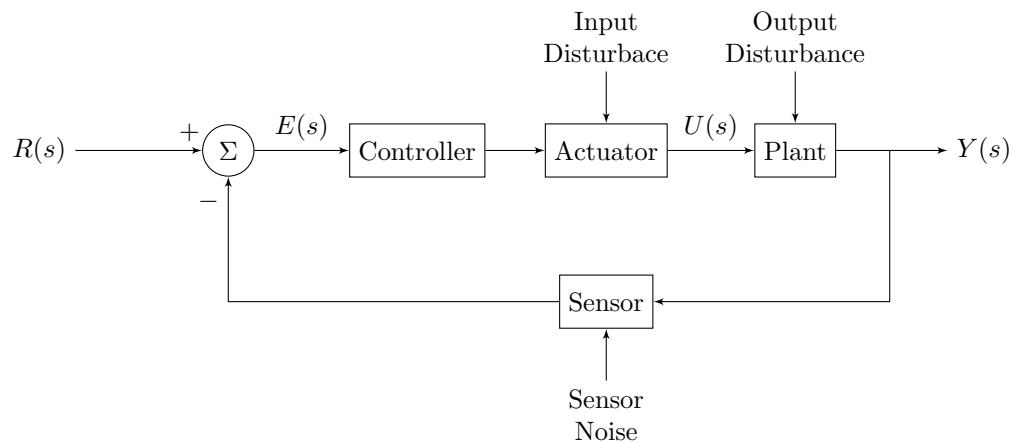 Input
Disturbace
Output
Disturbance
R(s)
+
Σ
−
E(s)
Controller
Actuator
U(s)
Plant
Y(s)
Sensor
Sensor
Noise